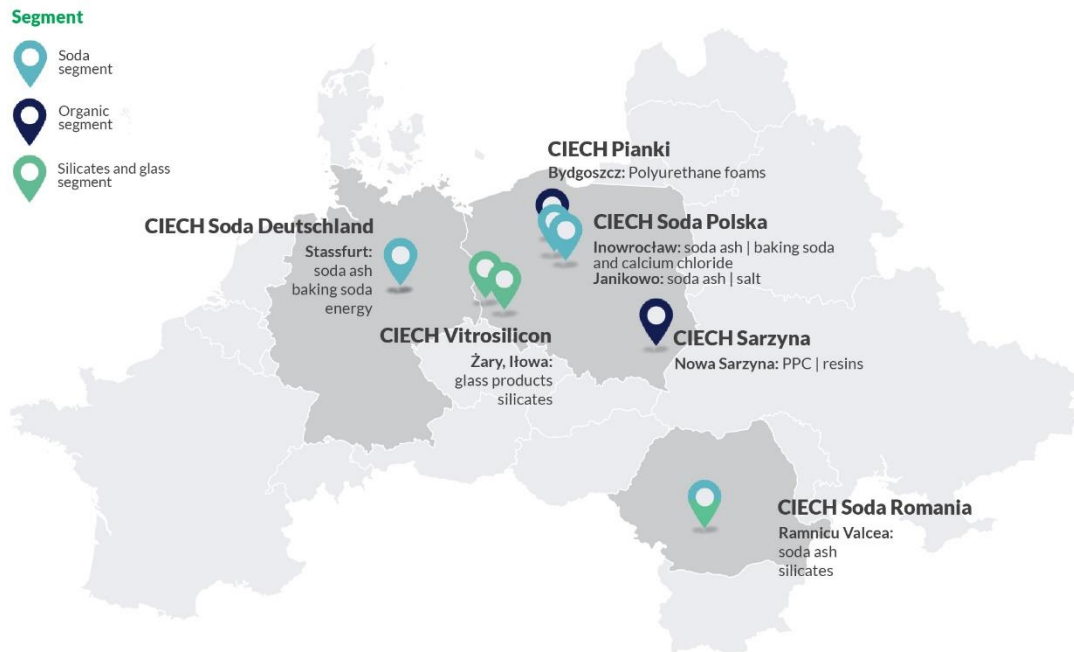 Segment
Soda
segment
Organic
segment
Silicates and glass
segment
CIECH Pianki
Bydgoszcz: Polyurethane foams
CIECH Soda Deutschland
Stassfurt:
soda ash
baking soda
energy
CIECH Soda Polska
Inowrocław: soda ash | baking soda
and calcium chloride
Janikowo: soda ash | salt
CIECH Vitrosilicon
Żary, Iłowa:
glass products
silicates
CIECH Sarzyna
Nowa Sarzyna: PPC | resins
CIECH Soda Romania
Ramnicu Valcea:
soda ash
silicates